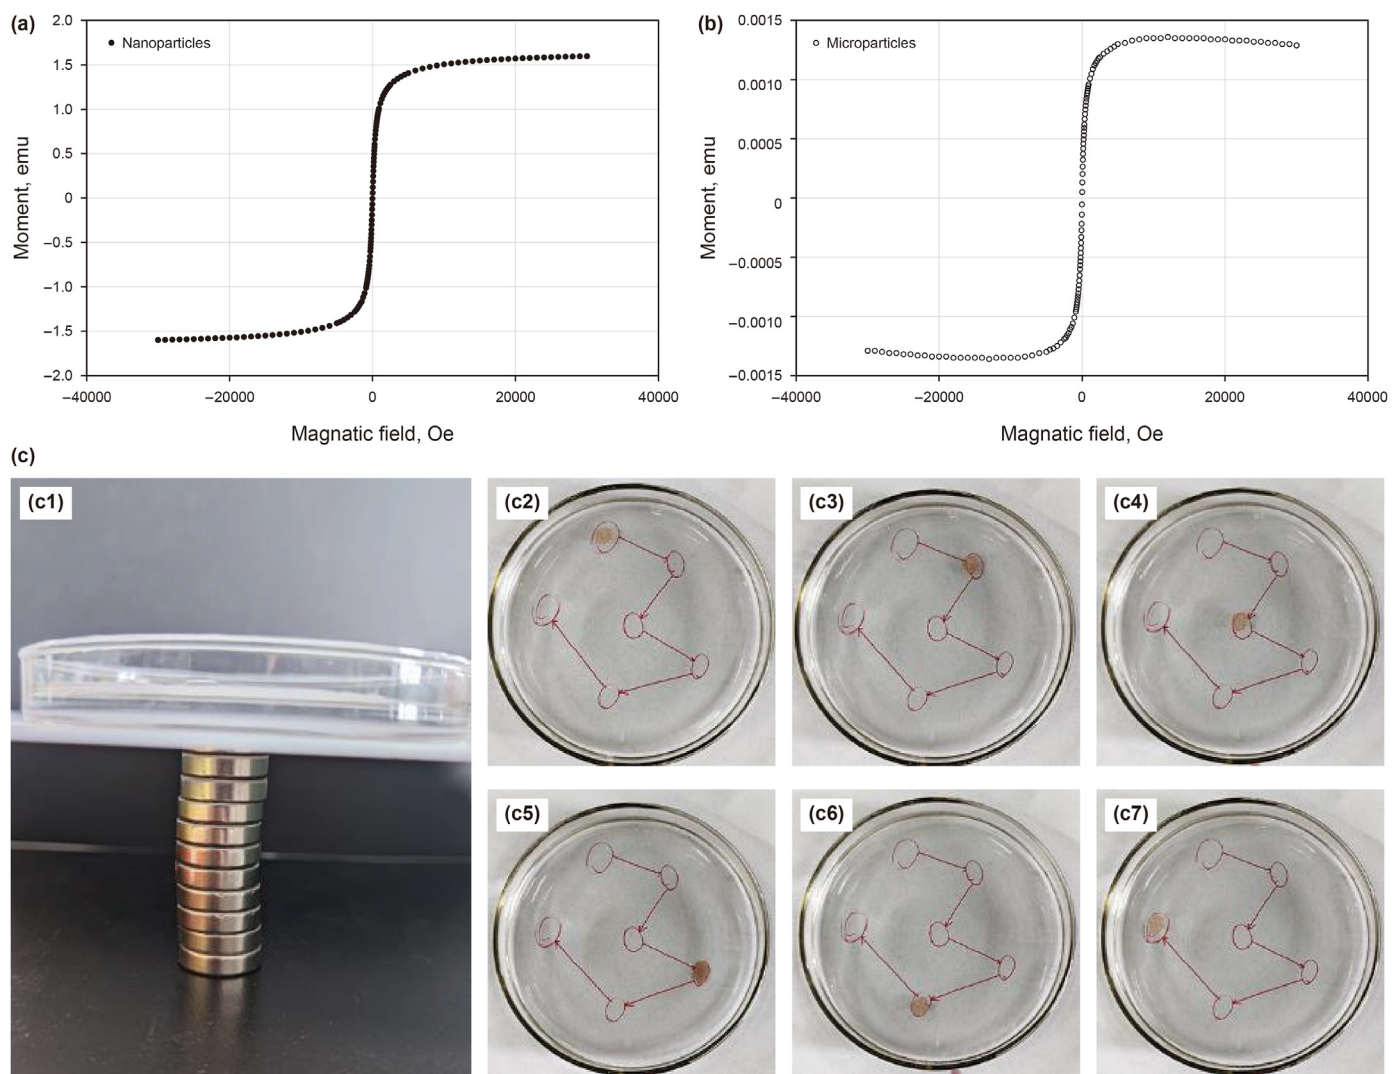 (a)
2.0
1.5
1.0
0.5
0
–0.5
–1.0
–1.5
–2.0
Nanoparticles
Moment, emu
–40000 –20000 0 20000 40000
Magnatic field, Oe
(b)
0.0015
0.0010
0.0005
0
–0.0005
–0.0010
–0.0015
Microparticles
Moment, emu
–40000 –20000 0 20000 40000
Magnatic field, Oe
(c)
(c1)
(c2)
(c3)
(c4)
(c5)
(c6)
(c7)